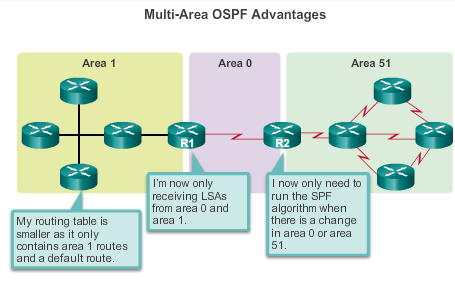 Multi-Area OSPF Advantages
Area 1
Area 0
Area 51
R1
R2
I'm now only
receiving LSAs
from area 0 and
area 1.
I now only need to
run the SPF
algorithm when
there is a change
in area 0 or area
51.
My routing table is
smaller as it only
contains area 1 routes
and a default route.